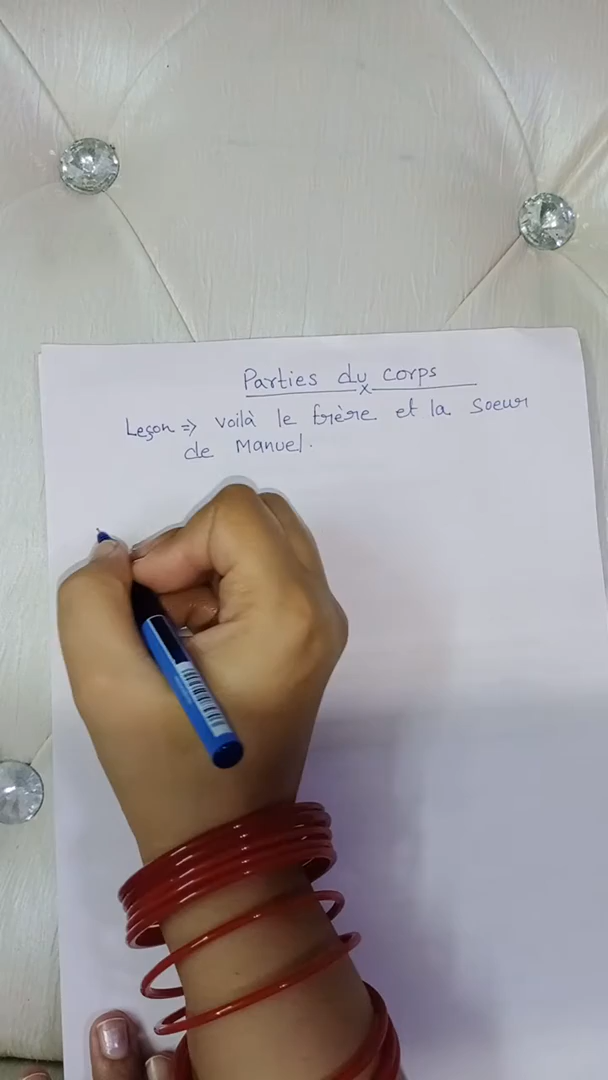 Parties du corps
x
Leçon => Voilà le frère et la soeur
de Manuel.